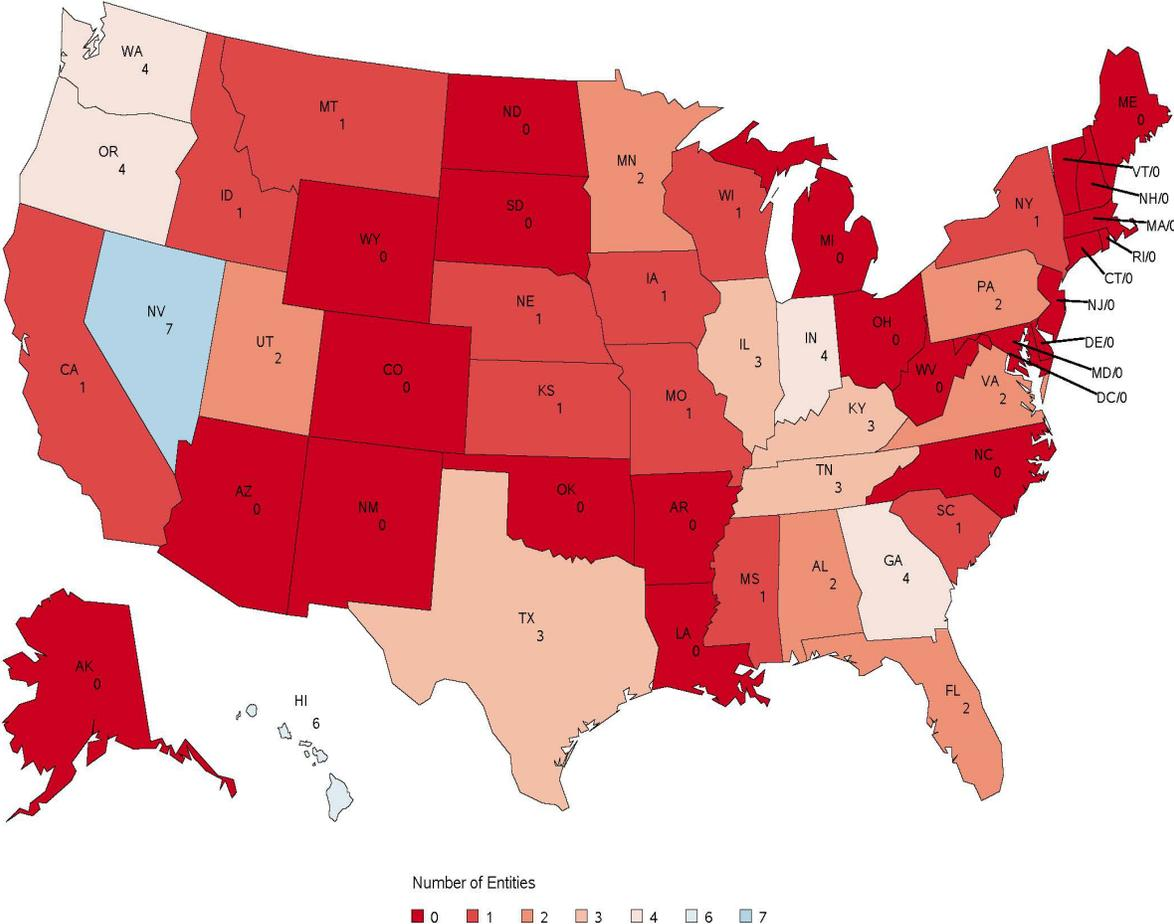 WA
4
OR
4
CA
1
NV
7
ID
1
MT
1
WY
0
UT
2
CO
0
AZ
0
NM
0
ND
0
SD
0
NE
1
KS
1
OK
0
TX
3
MN
2
IA
1
MO
1
AR
0
LA
0
WI
1
IL
3
MI
0
IN
4
OH
0
KY
3
TN
3
MS
1
AL
2
GA
4
FL
2
SC
1
NC
0
VA
2
WV
0
PA
2
NY
1
ME
0
VT/0
NH/0
MA/0
RI/0
CT/0
NJ/0
DE/0
MD/0
DC/0
AK
0
HI
6
Number of Entities
0 1 2 3 4 6 7